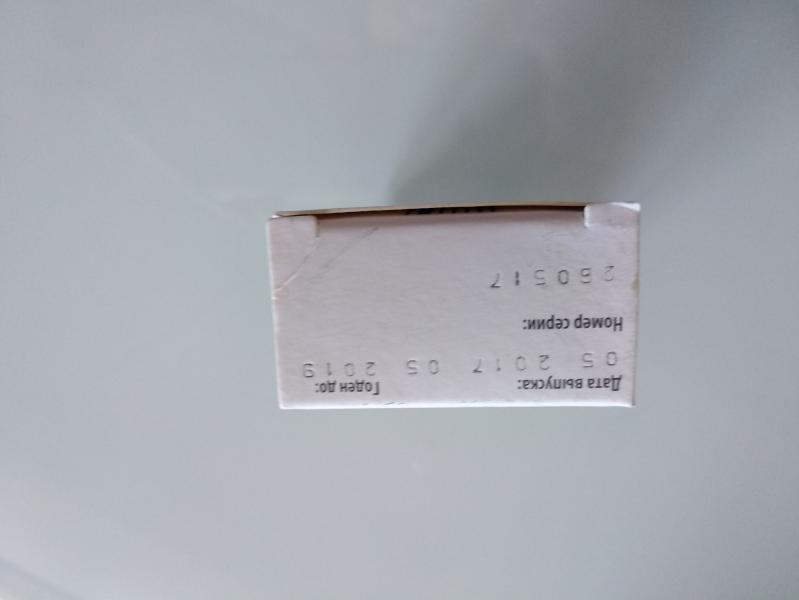 Дата выпуска: Годен до:
05 2017 05 2019
Номер серии:
260517